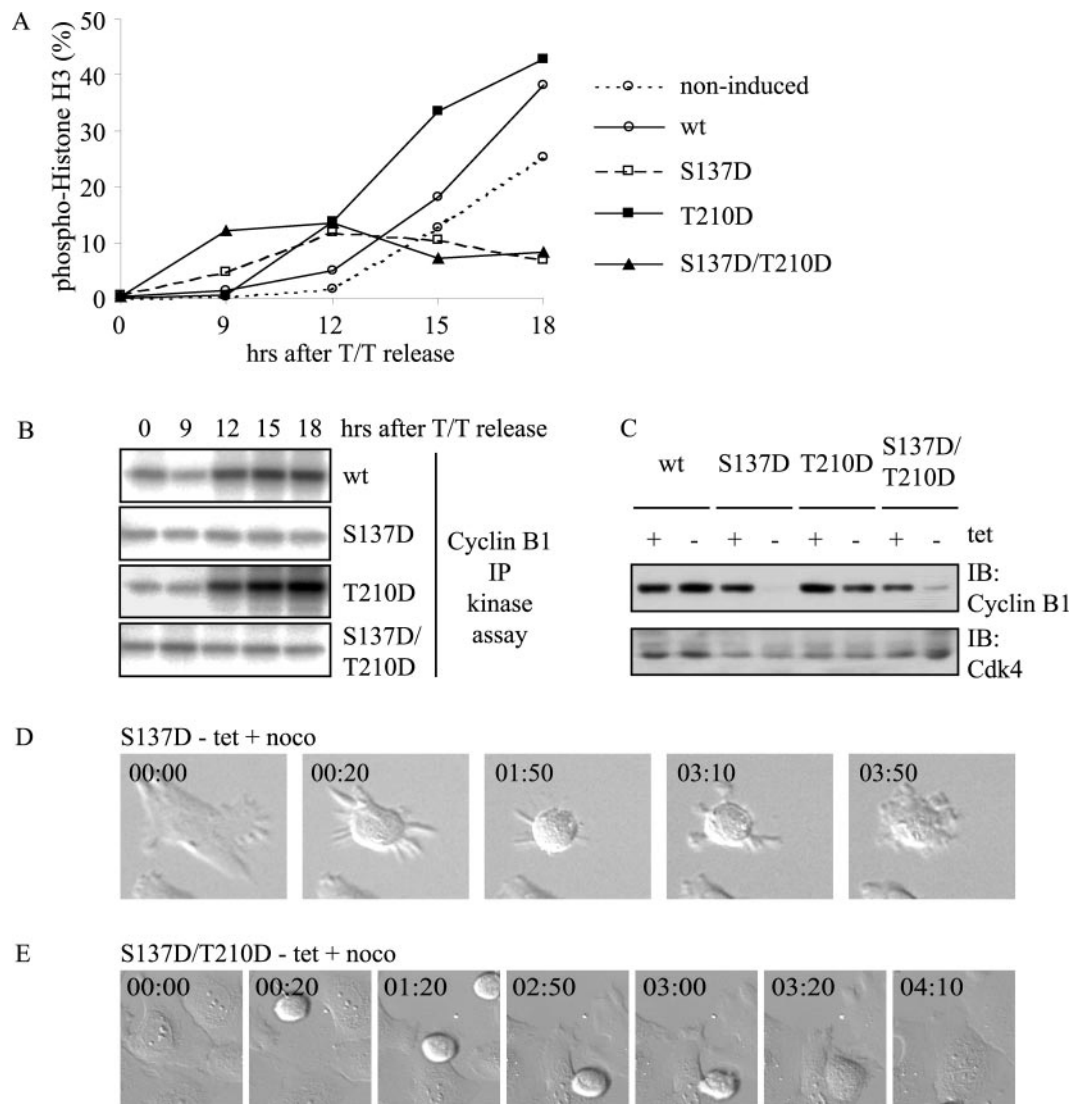 A
phospho-Histone H3 (%)
50
40
30
20
10
0
0 9 12 15 18
hrs after T/T release
non-induced
wt
S137D
T210D
S137D/T210D
B
0 9 12 15 18 hrs after T/T release
wt
S137D
T210D
S137D/
T210D
Cyclin B1
IP
kinase
assay
C
wt S137D T210D S137D/
T210D
+ - + - + - + - tet
IB:
Cyclin B1
IB:
Cdk4
D
S137D - tet + noco
00:00 00:20 01:50 03:10 03:50
E
S137D/T210D - tet + noco
00:00 00:20 01:20 02:50 03:00 03:20 04:10